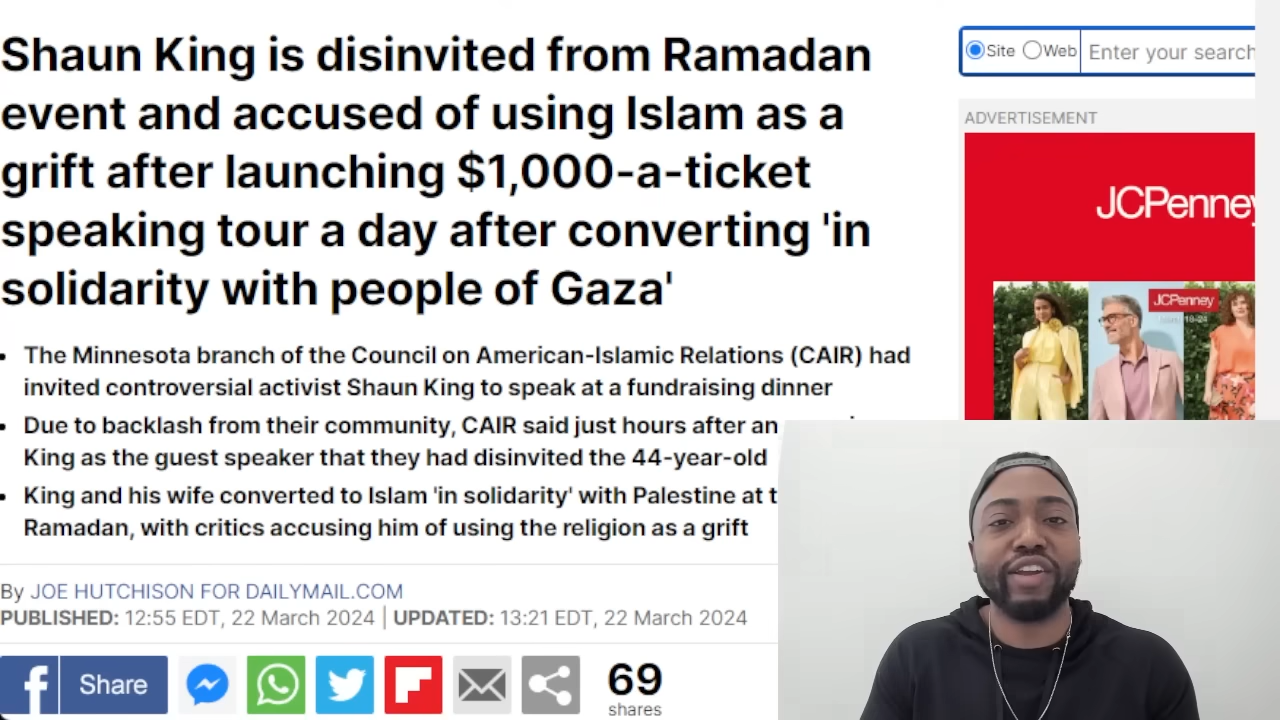 Shaun King is disinvited from Ramadan
event and accused of using Islam as a
grift after launching $1,000-a-ticket
speaking tour a day after converting 'in
solidarity with people of Gaza'
The Minnesota branch of the Council on American-Islamic Relations (CAIR) had
invited controversial activist Shaun King to speak at a fundraising dinner
Due to backlash from their community, CAIR said just hours after an
King as the guest speaker that they had disinvited the 44-year-old
King and his wife converted to Islam 'in solidarity' with Palestine at t
Ramadan, with critics accusing him of using the religion as a grift
By JOE HUTCHISON FOR DAILYMAIL.COM
PUBLISHED: 12:55 EDT, 22 March 2024 | UPDATED: 13:21 EDT, 22 March 2024
Share
69
shares
Site Web Enter your search
ADVERTISEMENT
JCPenney
JCPenney